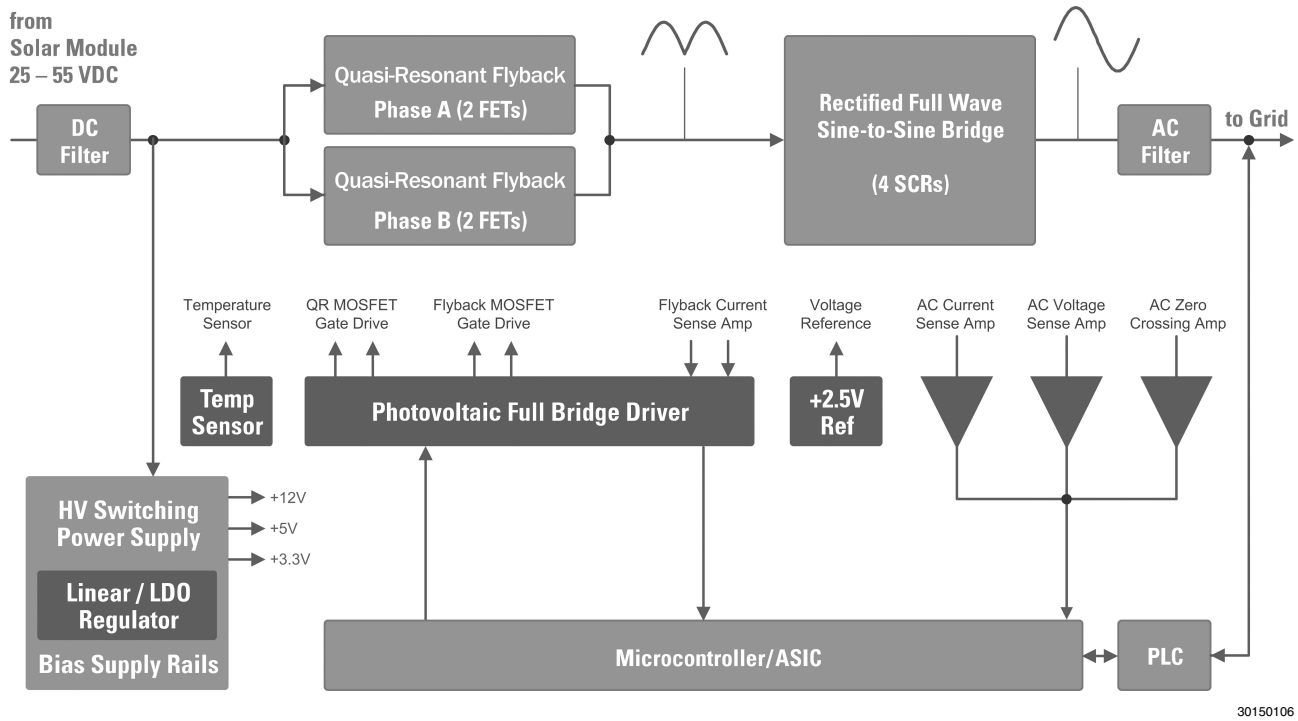 from
Solar Module
25 – 55 VDC
DC
Filter
Quasi-Resonant Flyback
Phase A (2 FETs)
Quasi-Resonant Flyback
Phase B (2 FETs)
Rectified Full Wave
Sine-to-Sine Bridge
(4 SCRs)
AC
Filter
to Grid
Temperature
Sensor
QR MOSFET
Gate Drive
Flyback MOSFET
Gate Drive
Flyback Current
Sense Amp
Voltage
Reference
AC Current
Sense Amp
AC Voltage
Sense Amp
AC Zero
Crossing Amp
Temp
Sensor
Photovoltaic Full Bridge Driver
+2.5V
Ref
HV Switching
Power Supply
+12V
+5V
+3.3V
Linear / LDO
Regulator
Bias Supply Rails
Microcontroller/ASIC
PLC
30150106